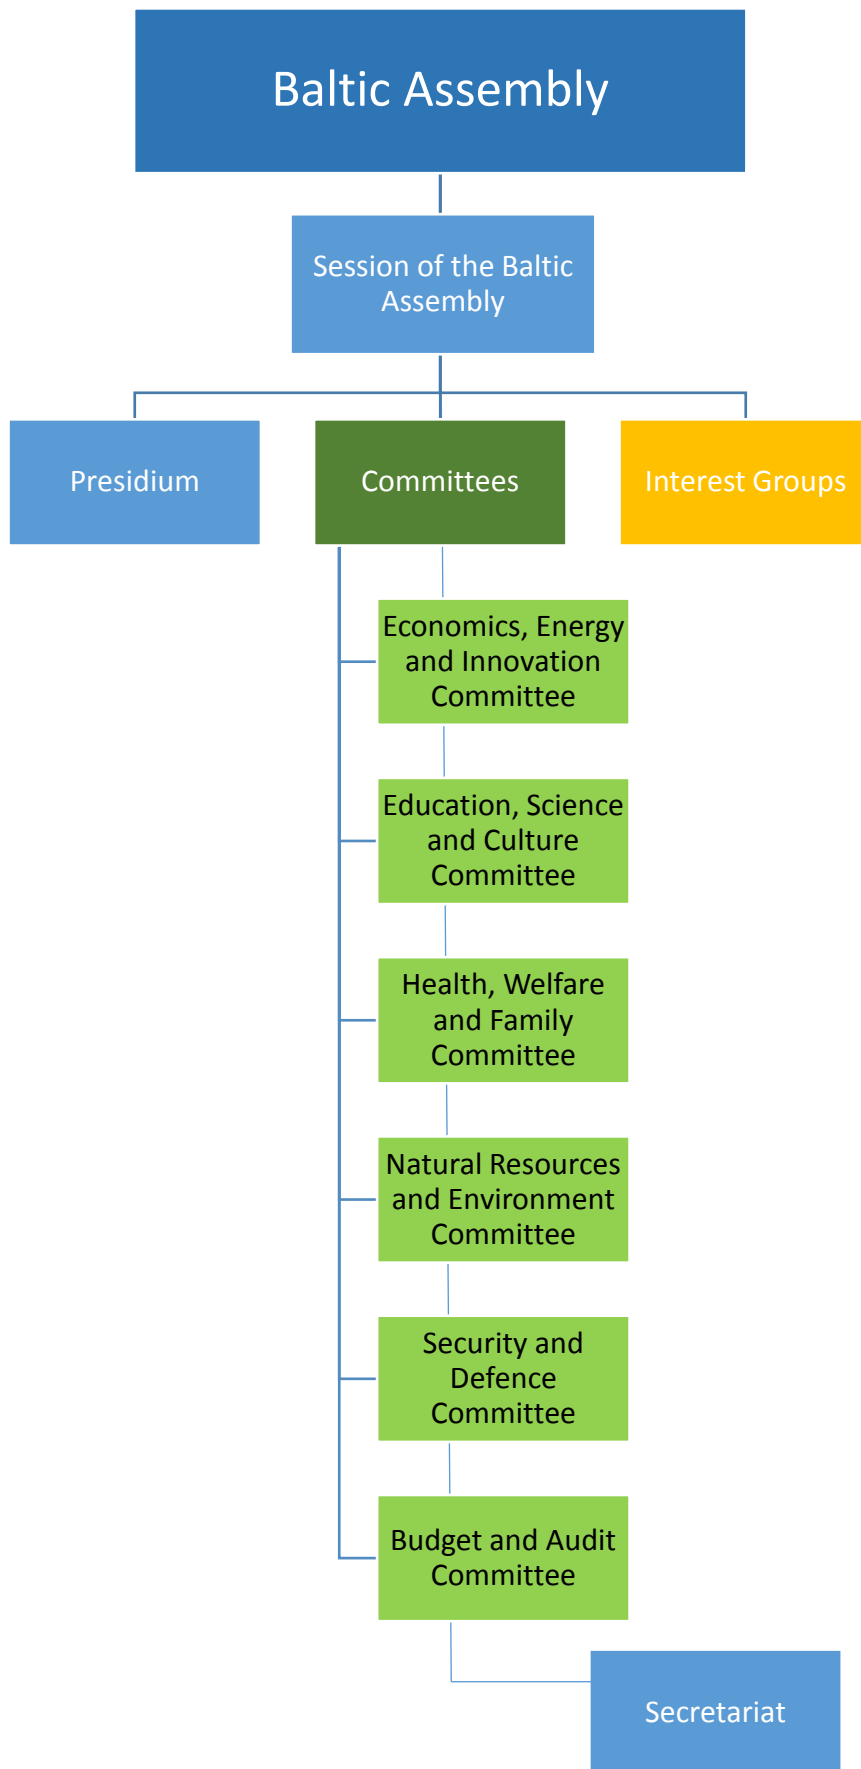 Baltic Assembly
Session of the Baltic
Assembly
Presidium
Committees
Interest Groups
Economics, Energy
and Innovation
Committee
Education, Science
and Culture
Committee
Health, Welfare
and Family
Committee
Natural Resources
and Environment
Committee
Security and
Defence
Committee
Budget and Audit
Committee
Secretariat